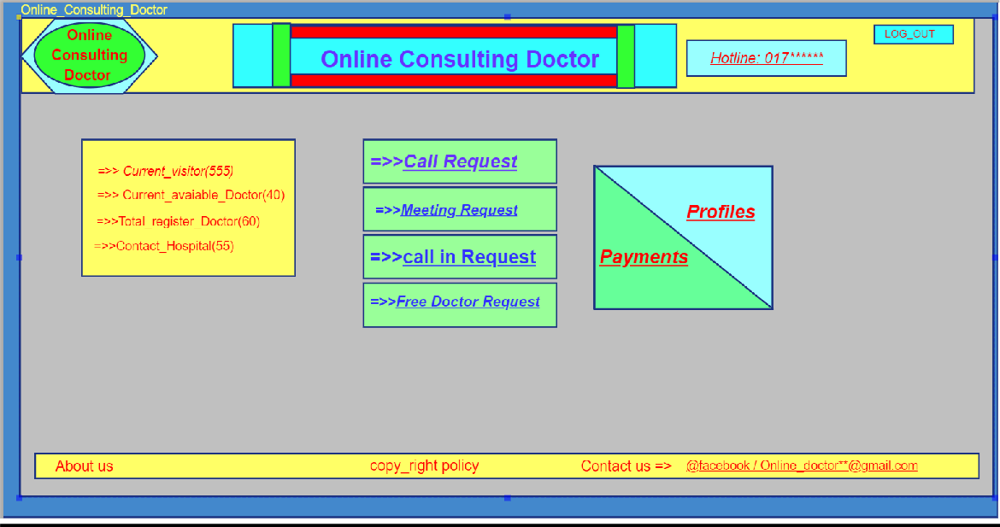 Online_Consulting_Doctor
Online
Consulting
Doctor
Online Consulting Doctor
Hotline: 017******
LOG_OUT
=>> Current_visitor(555)
=>> Current_avaiable_Doctor(40)
=>>Total_register_Doctor(60)
=>>Contact_Hospital(55)
=>>Call Request
=>>Meeting Request
=>>call in Request
=>>Free Doctor Request
Profiles
Payments
About us
copy_right policy
Contact us => @facebook / Online_doctor**@gmail.com